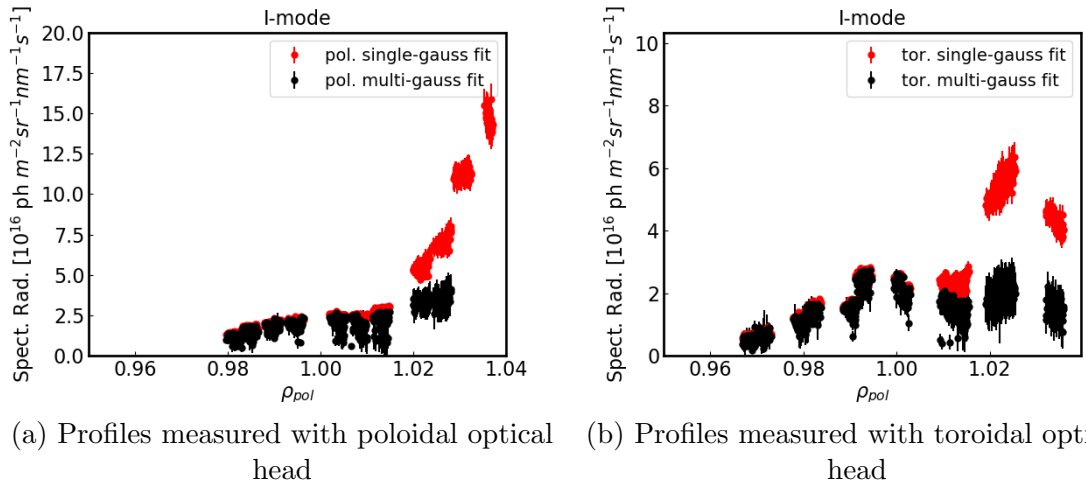 I-mode
20.0
17.5
15.0
12.5
10.0
7.5
5.0
2.5
0.0
0.96 0.98 1.00 1.02 1.04
Spect. Rad. [10^16 ph m^−2 sr^−1 nm^−1 s^−1]
ρ_pol
pol. single-gauss fit
pol. multi-gauss fit
(a) Profiles measured with poloidal optical
head
I-mode
10
8
6
4
2
0
0.96 0.98 1.00 1.02
Spect. Rad. [10^16 ph m^−2 sr^−1 nm^−1 s^−1]
ρ_pol
tor. single-gauss fit
tor. multi-gauss fit
(b) Profiles measured with toroidal opti
head